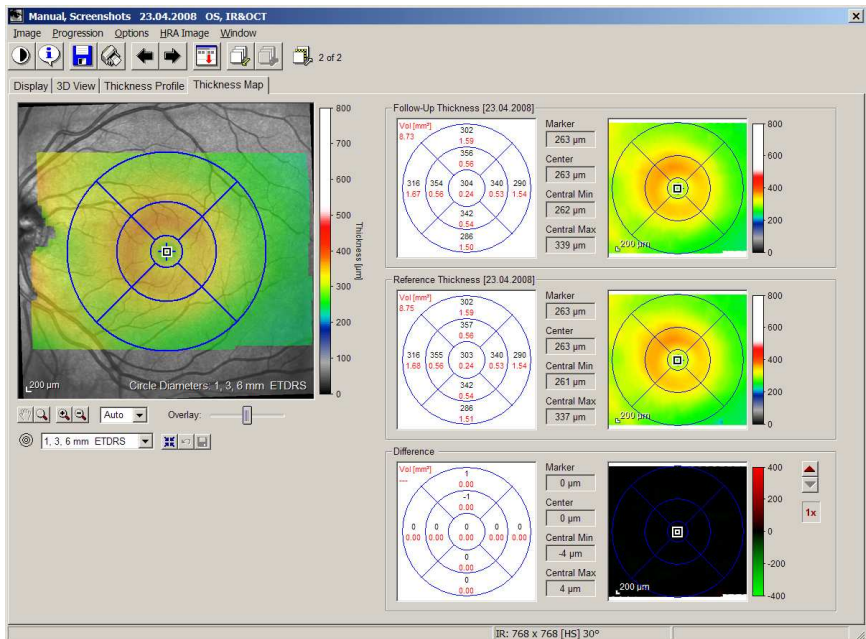 Manual, Screenshots 23.04.2008 OS, IR&OCT
Image Progression Options HRA Image Window
2 of 2
Display 3D View Thickness Profile Thickness Map
800
700
600
500
400
300
200
100
0
Thickness [µm]
200 µm
Circle Diameters: 1, 3, 6 mm ETDRS
Auto
Overlay:
1, 3, 6 mm ETDRS
Follow-Up Thickness [23.04.2008]
Vol [mm³]
8.73
302
1.59
356
0.56
316 354 304 340 290
1.67 0.56 0.24 0.53 1.54
342
0.54
286
1.50
Marker
263 µm
Center
263 µm
Central Min
262 µm
Central Max
339 µm
200 µm
800
600
400
200
0
Reference Thickness [23.04.2008]
Vol [mm³]
8.75
302
1.59
357
0.56
316 355 303 340 290
1.68 0.56 0.24 0.53 1.54
342
0.54
286
1.51
Marker
263 µm
Center
263 µm
Central Min
261 µm
Central Max
337 µm
200 µm
800
600
400
200
0
Difference
Vol [mm³]
---
1
0.00
-1
0.00
0 0 0 0 0
0.00 0.00 0.00 0.00 0.00
0
0.00
0
0.00
Marker
0 µm
Center
0 µm
Central Min
-4 µm
Central Max
4 µm
200 µm
400
200
0
-200
-400
1x
IR: 768 x 768 [HS] 30°